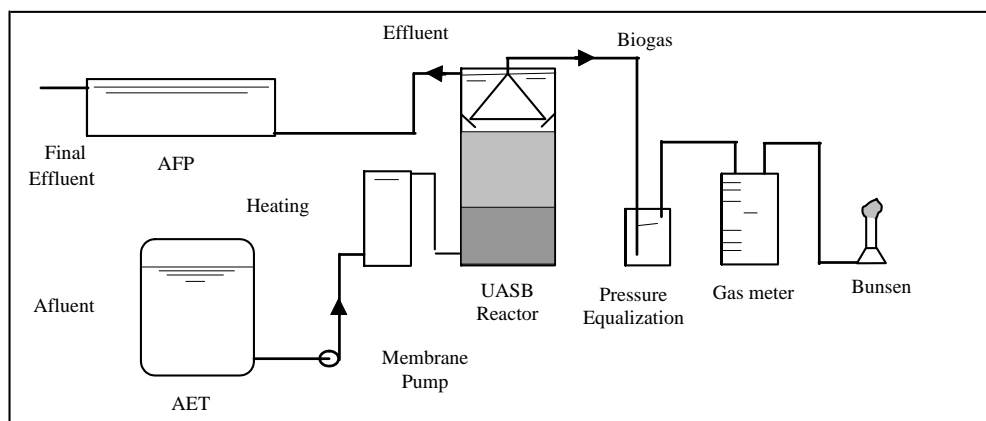 Effluent
Biogas
Final
Effluent
AFP
Heating
Afluent
UASB
Reactor
Pressure
Equalization
Gas meter
Bunsen
Membrane
Pump
AET